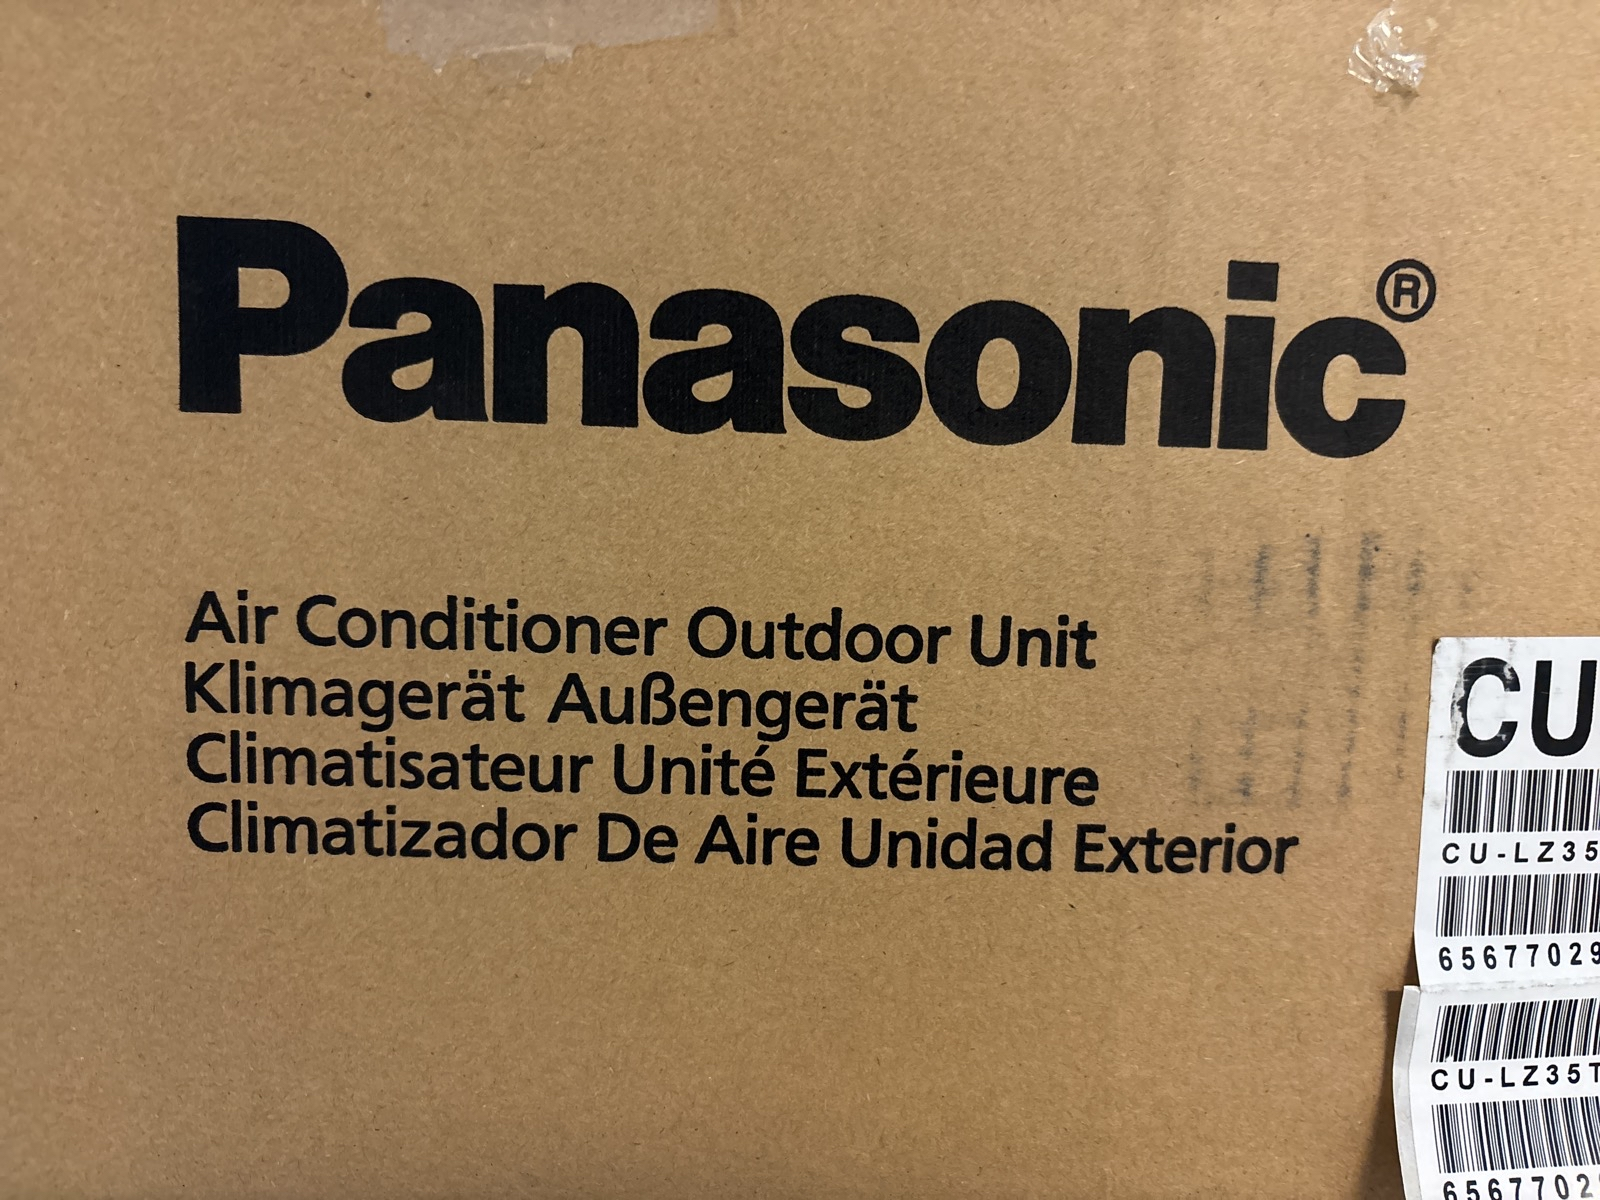 Panasonic®
Air Conditioner Outdoor Unit
Klimagerät Außengerät
Climatisateur Unité Extérieure
Climatizador De Aire Unidad Exterior
CU
CU-LZ35
65677029
CU-LZ35T
6567702